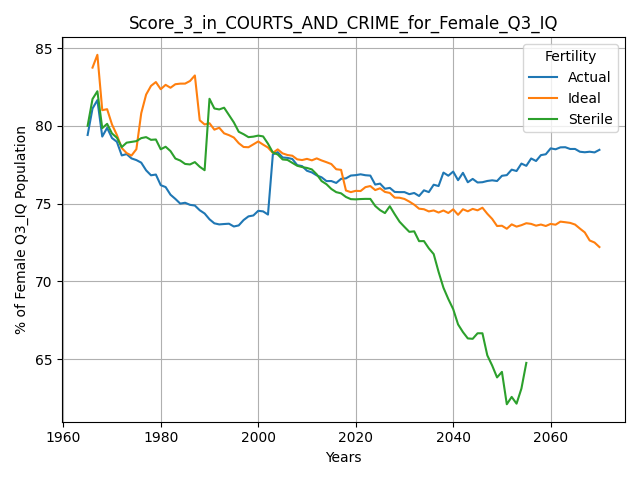 Score_3_in_COURTS_AND_CRIME_for_Female_Q3_IQ
Fertility
Actual
Ideal
Sterile
% of Female Q3_IQ Population
85
80
75
70
65
1960
1980
2000
2020
2040
2060
Years